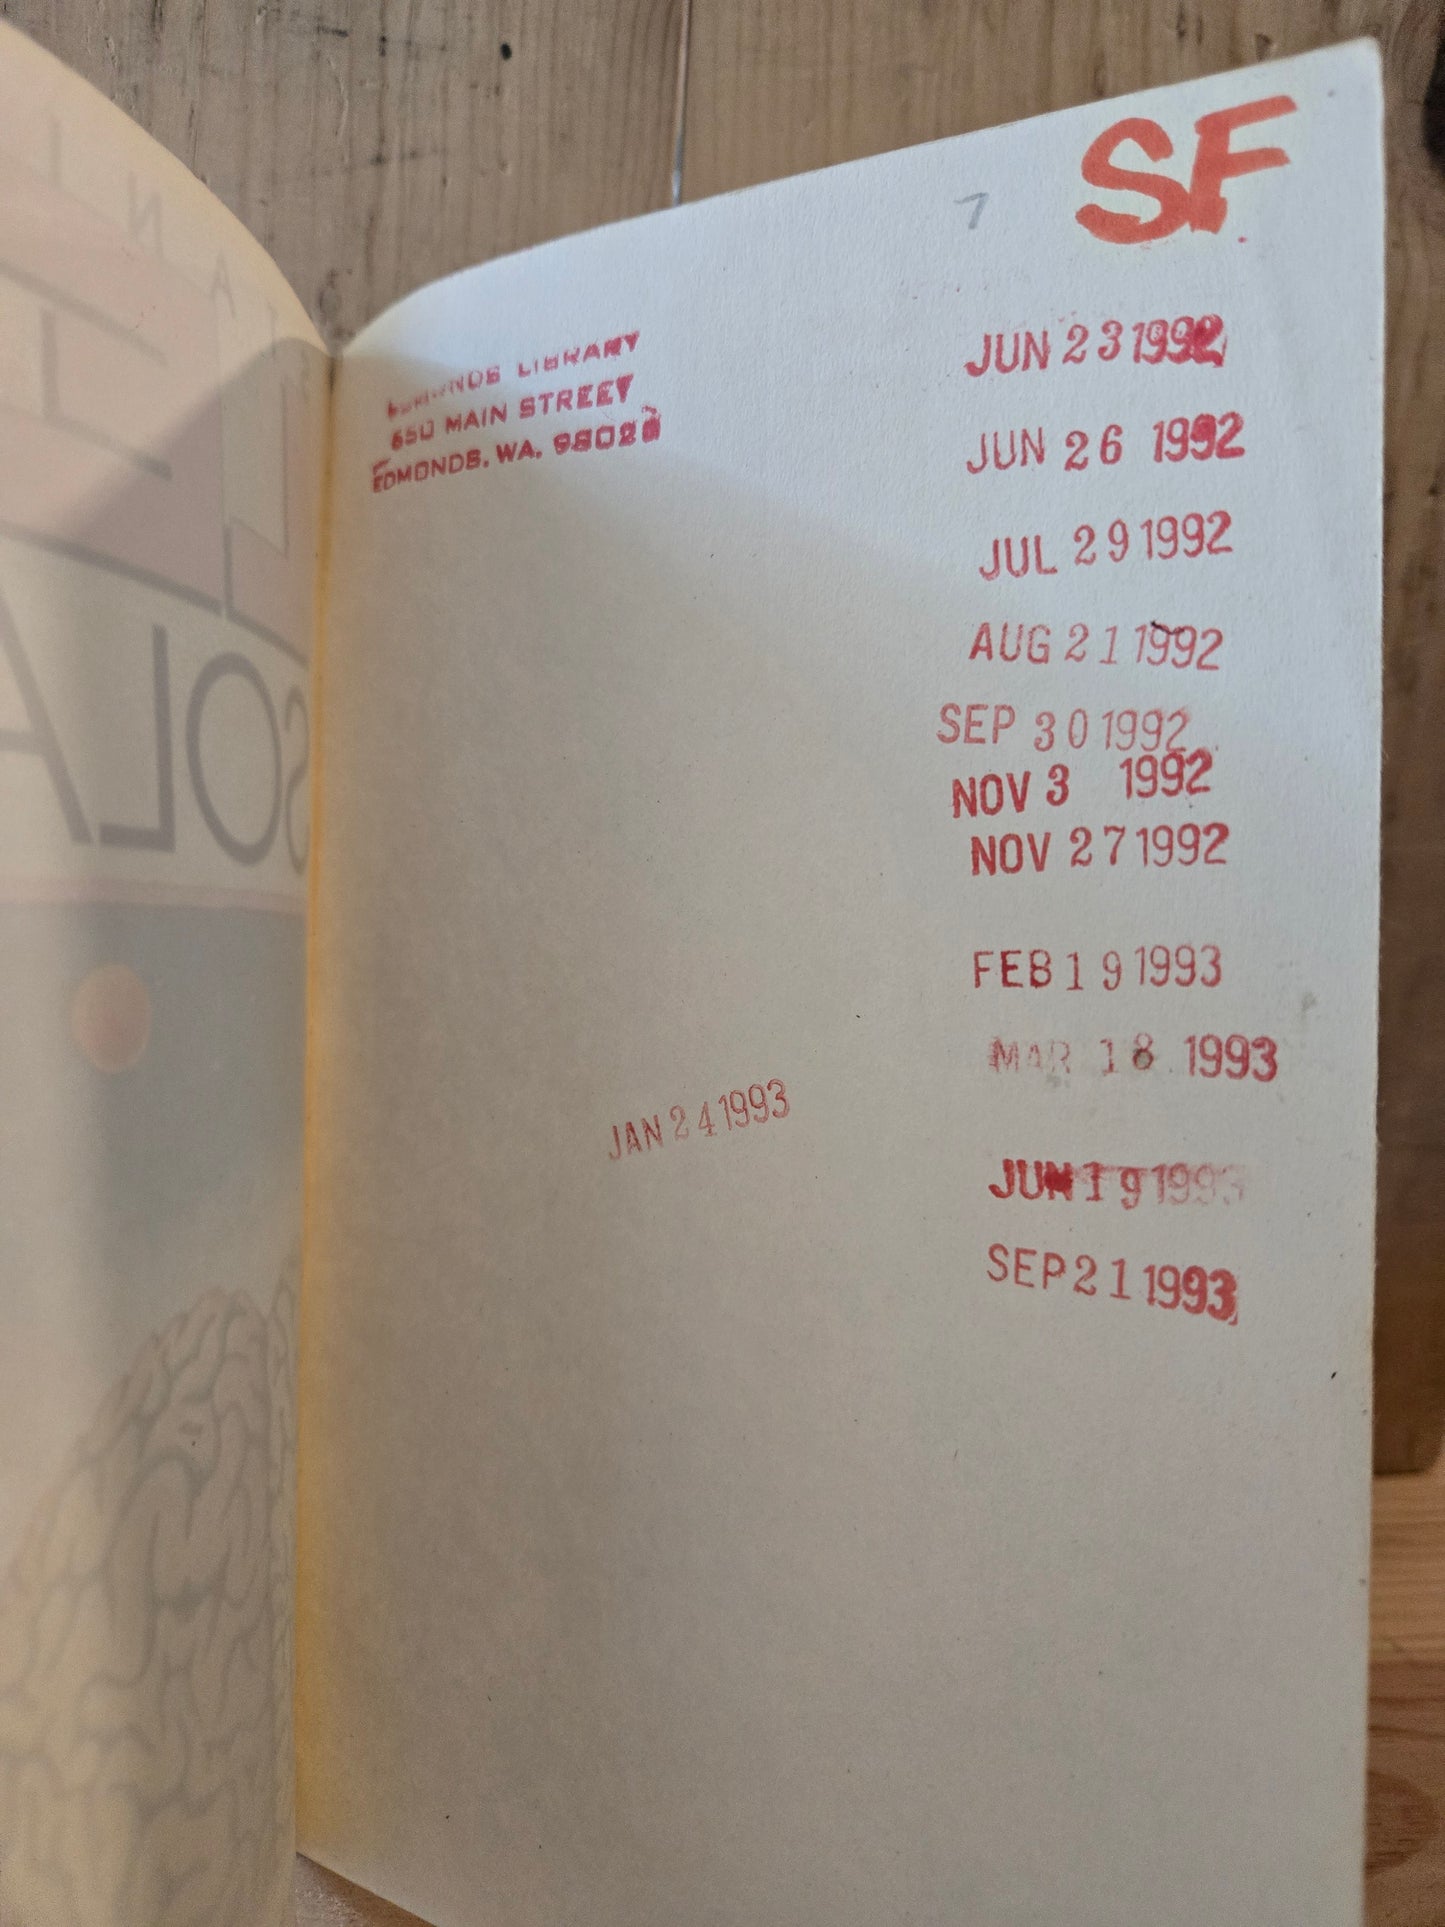 SF
7
EDMONDS LIBRARY
650 MAIN STREET
EDMONDS, WA. 98020
JUN 23 1992
JUN 26 1992
JUL 29 1992
AUG 21 1992
SEP 30 1992
NOV 3 1992
NOV 27 1992
FEB 19 1993
MAR 18 1993
JAN 24 1993
JUN 19 1993
SEP 21 1993